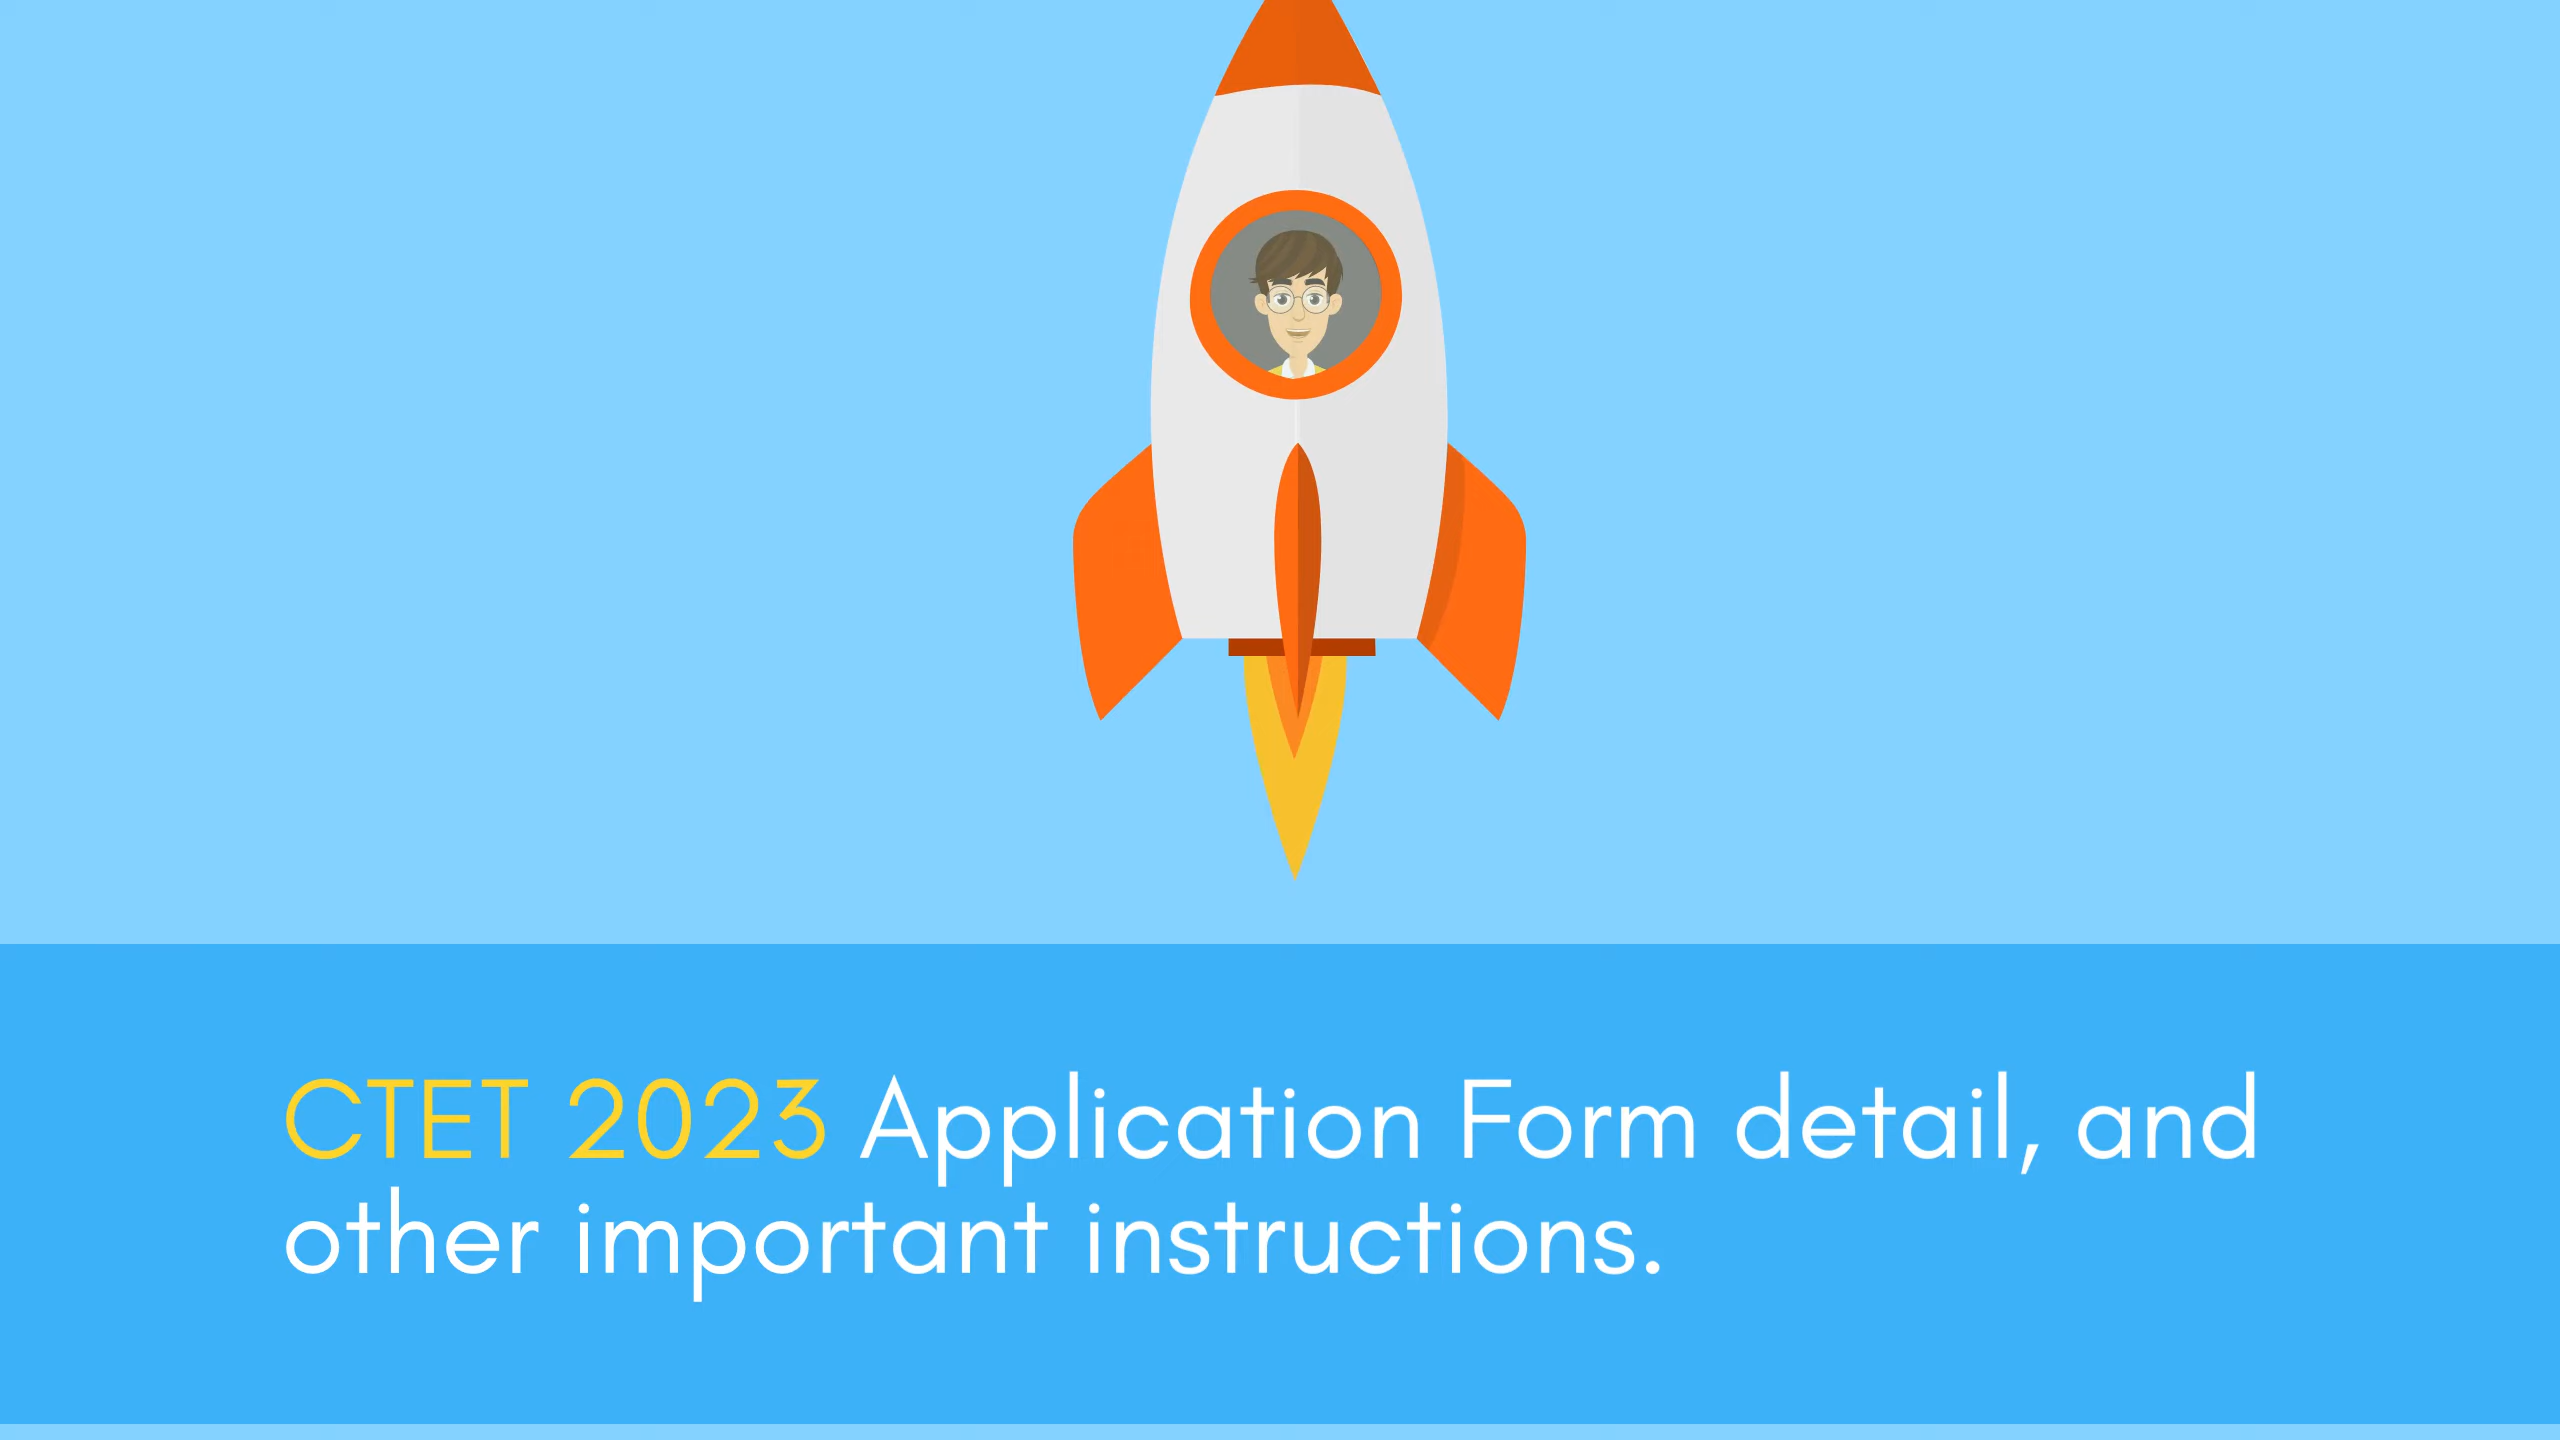 CTET 2023 Application Form detail, and
other important instructions.